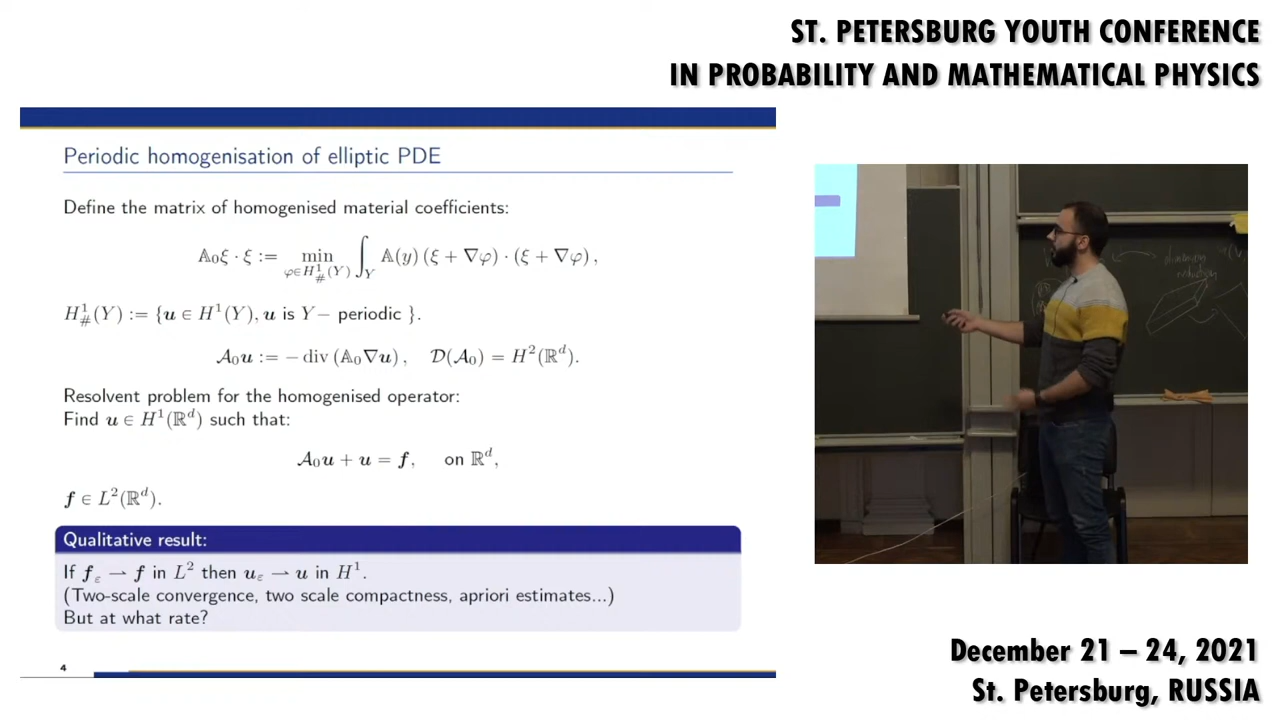 ST. PETERSBURG YOUTH CONFERENCE
IN PROBABILITY AND MATHEMATICAL PHYSICS
Periodic homogenisation of elliptic PDE
Define the matrix of homogenised material coefficients:
𝔸₀ξ · ξ := min_{φ∈H¹_#(Y)} ∫_Y 𝔸(y) (ξ + ∇φ) · (ξ + ∇φ) ,
H¹_#(Y) := {u ∈ H¹(Y), u is Y− periodic }.
𝒜₀u := − div (𝔸₀∇u) , 𝒟(𝒜₀) = H²(ℝᵈ).
Resolvent problem for the homogenised operator:
Find u ∈ H¹(ℝᵈ) such that:
𝒜₀u + u = f, on ℝᵈ,
f ∈ L²(ℝᵈ).
Qualitative result:
If f_ε ⇀ f in L² then u_ε ⇀ u in H¹.
(Two-scale convergence, two scale compactness, apriori estimates...)
But at what rate?
4
dimension
reduction
December 21 – 24, 2021
St. Petersburg, RUSSIA